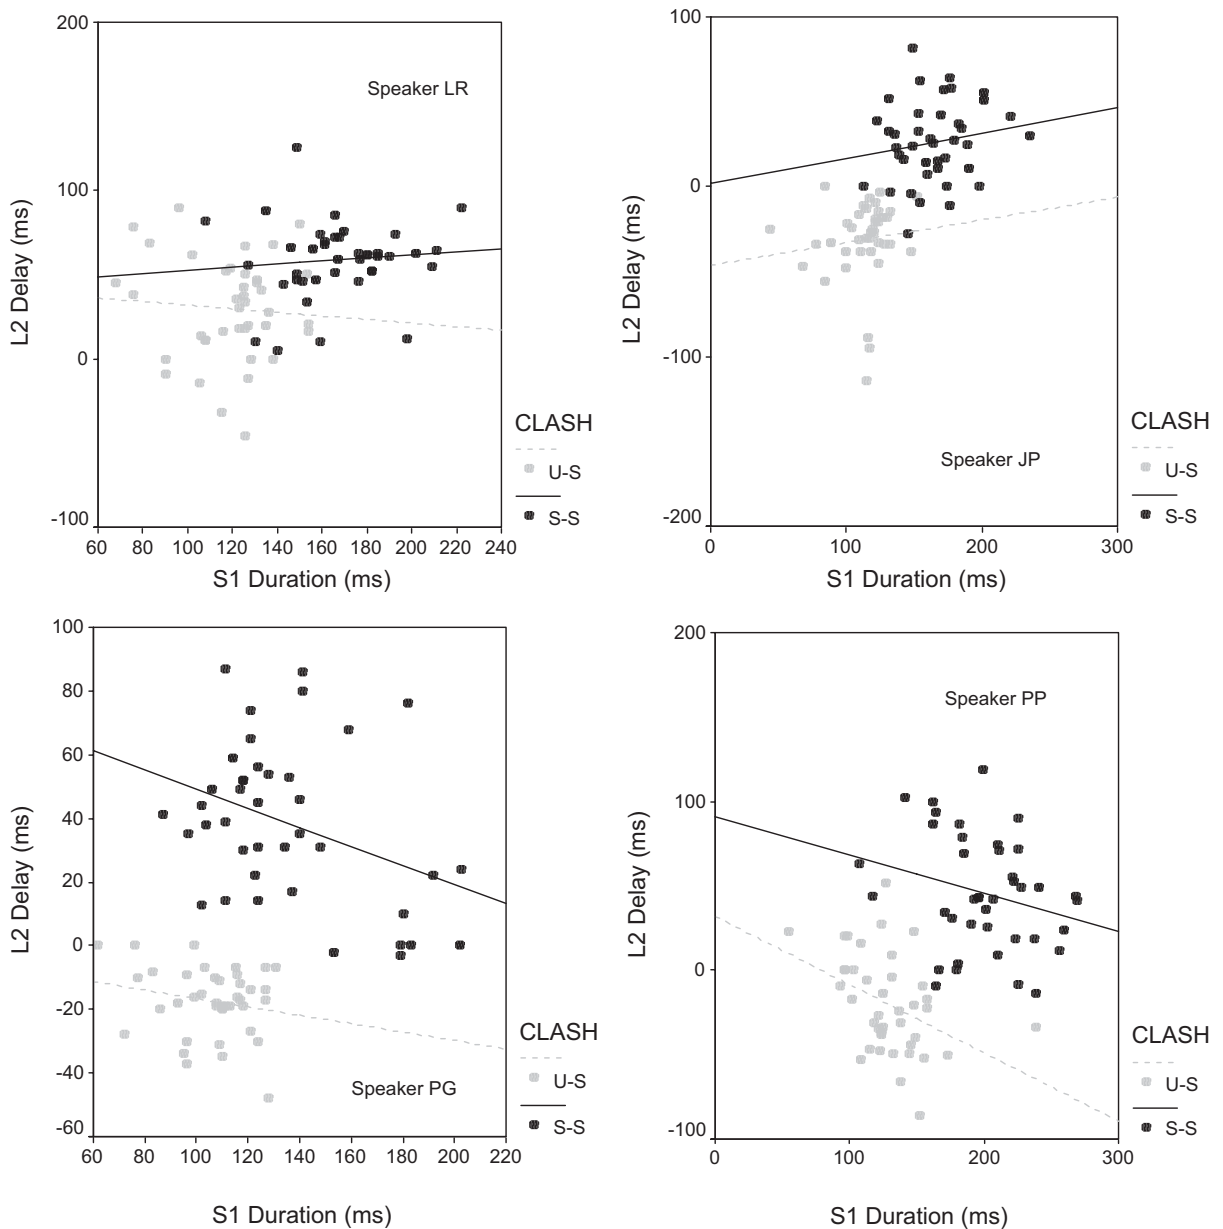 200
100
0
-100
L2 Delay (ms)
60 80 100 120 140 160 180 200 220 240
S1 Duration (ms)
Speaker LR
CLASH
U-S
S-S
100
0
-100
-200
L2 Delay (ms)
0 100 200 300
S1 Duration (ms)
Speaker JP
CLASH
U-S
S-S
100
80
60
40
20
0
-20
-40
-60
L2 Delay (ms)
60 80 100 120 140 160 180 200 220
S1 Duration (ms)
Speaker PG
CLASH
U-S
S-S
200
100
0
-100
L2 Delay (ms)
0 100 200 300
S1 Duration (ms)
Speaker PP
CLASH
U-S
S-S